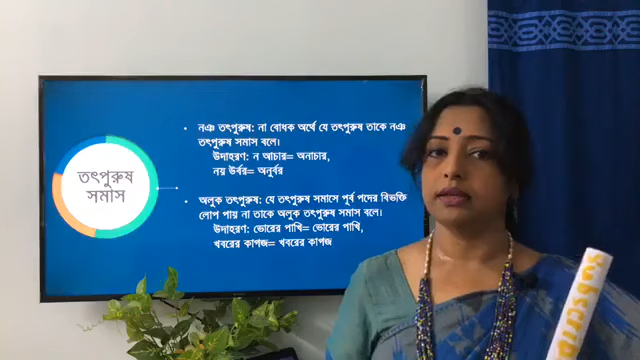 তৎপুরুষ
সমাস
নঞ তৎপুরুষ: না বোধক অর্থে যে তৎপুরুষ তাকে নঞ
তৎপুরুষ সমাস বলে।
উদাহরণ: ন আচার= অনাচার,
নয় উর্বর= অনুর্বর
অলুক তৎপুরুষ: যে তৎপুরুষ সমাসে পূর্ব পদের বিভক্তি
লোপ পায় না তাকে অলুক তৎপুরুষ সমাস বলে।
উদাহরণ: ভোরের পাখি= ভোরের পাখি,
খবরের কাগজ= খবরের কাগজ